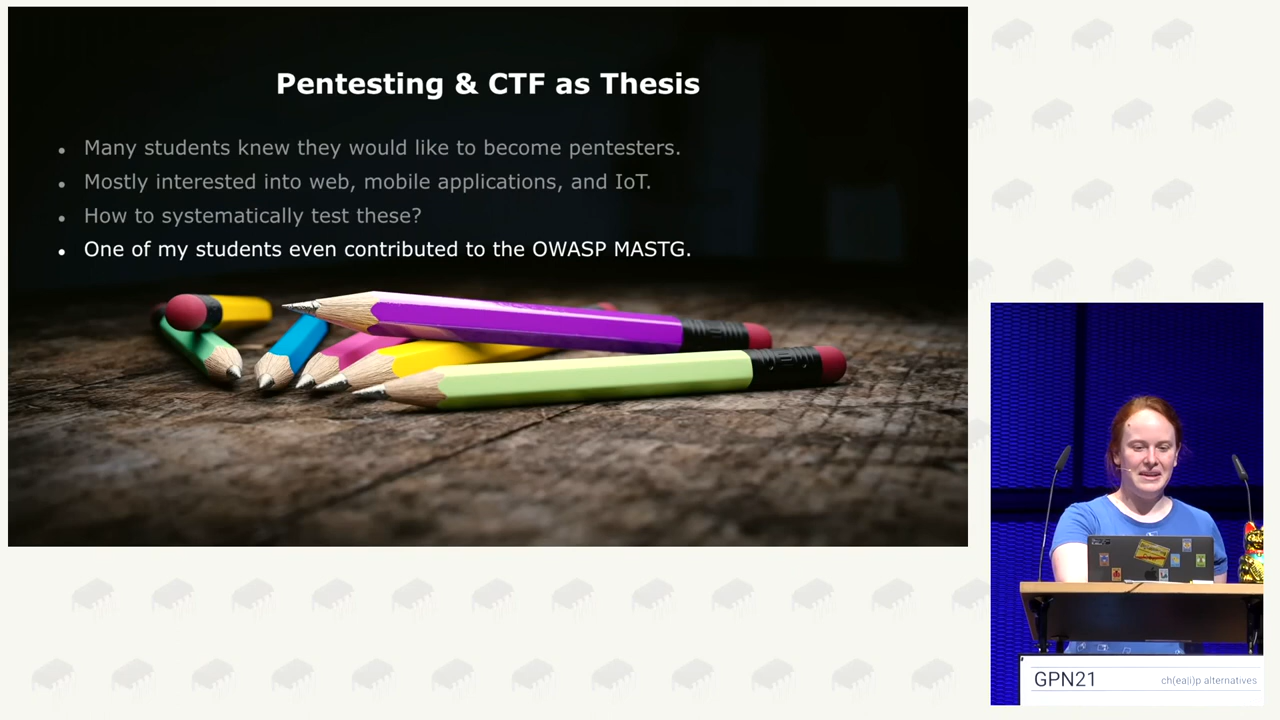 Pentesting & CTF as Thesis
• Many students knew they would like to become pentesters.
• Mostly interested into web, mobile applications, and IoT.
• How to systematically test these?
• One of my students even contributed to the OWASP MASTG.
GPN21
ch(ea|i)p alternatives